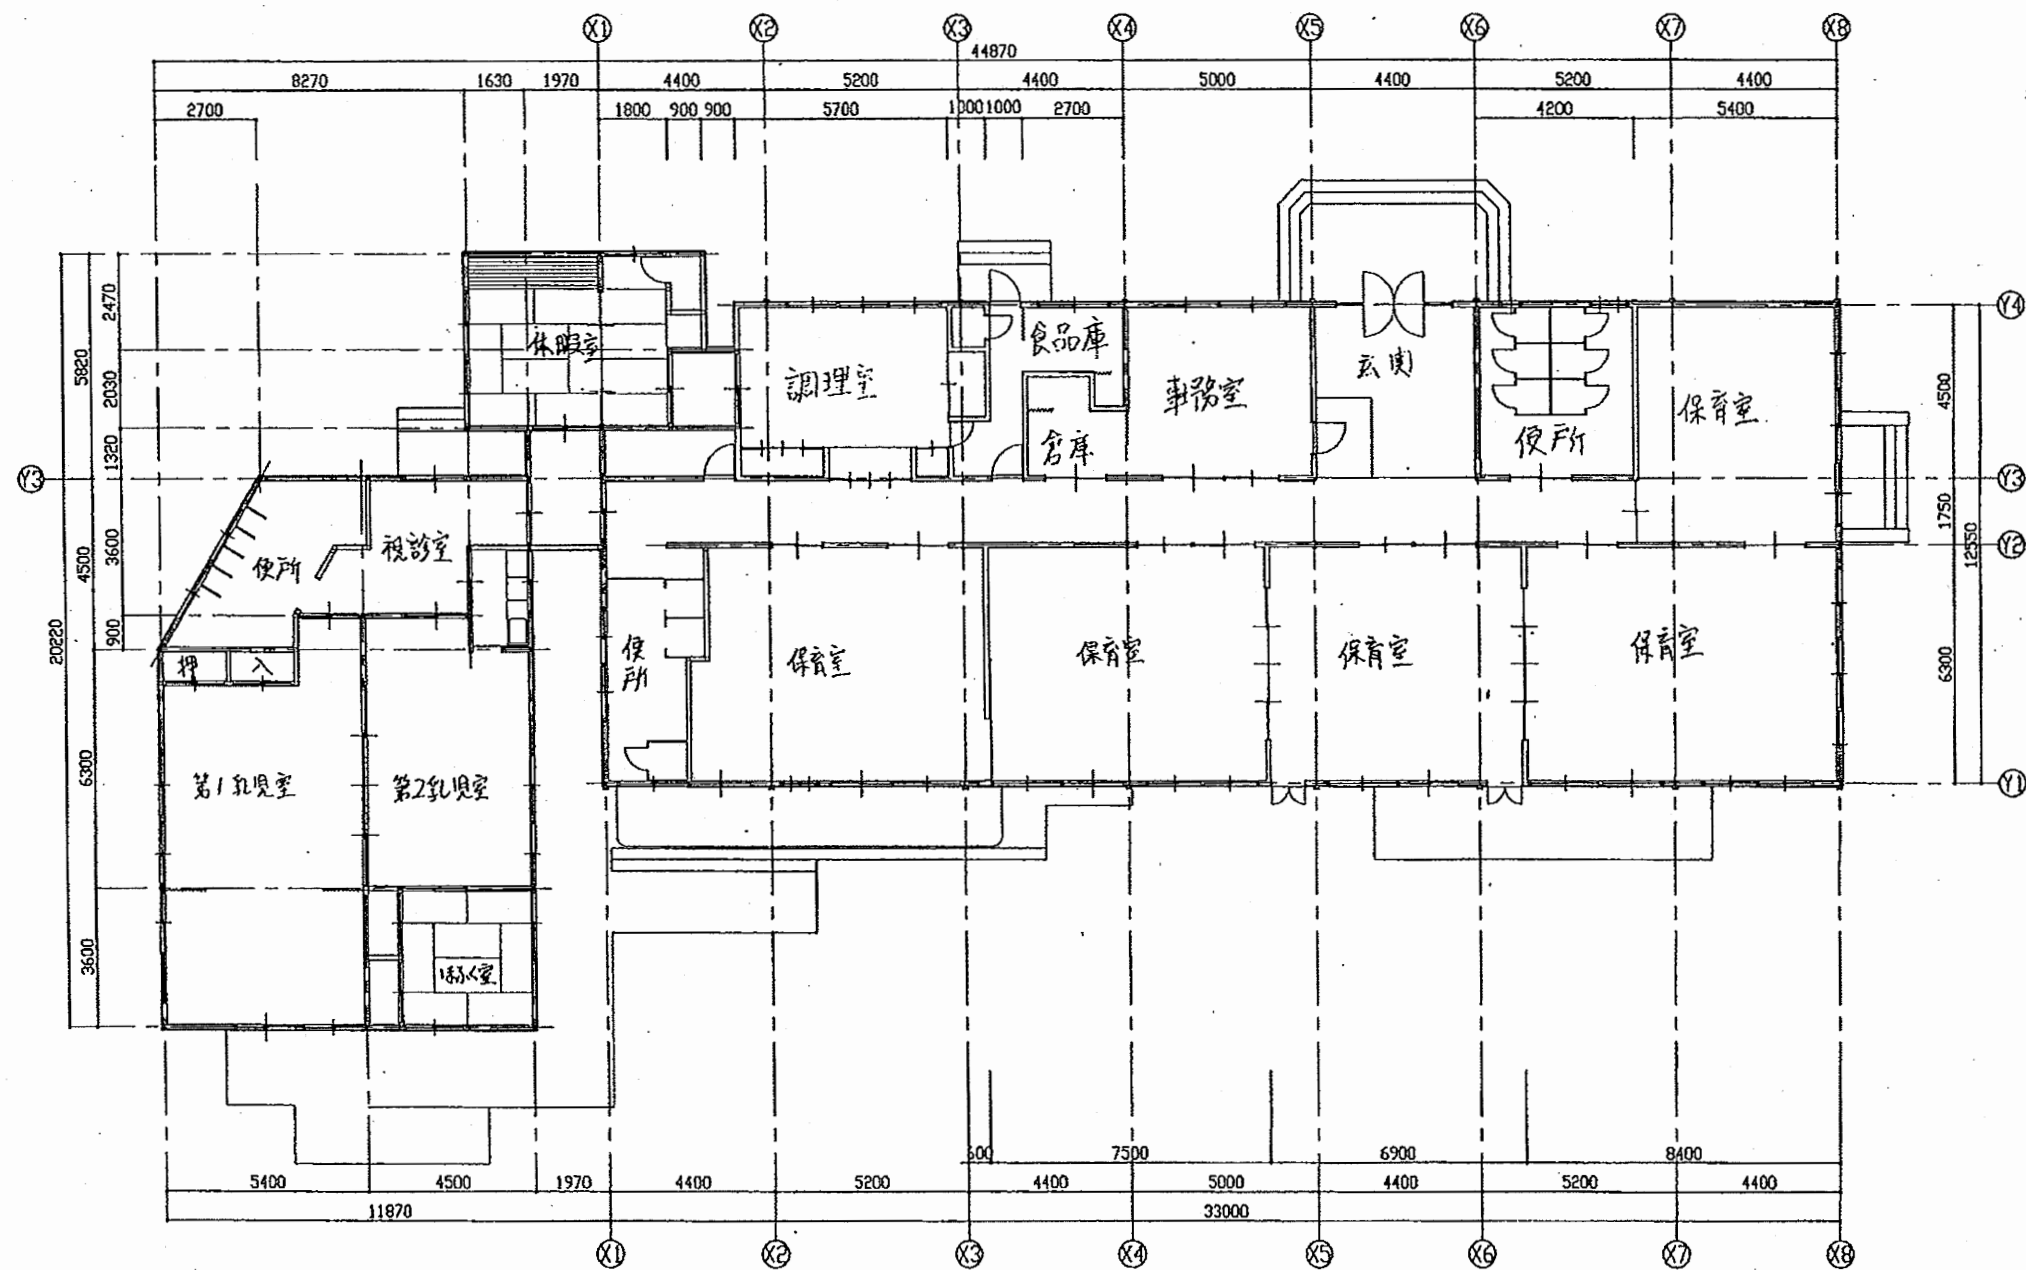 X1 X2 X3 X4 X5 X6 X7 X8
44870
8270 1630 1970 4400 5200 4400 5000 4400 5200 4400
2700 1800 900 900 5700 1000 1000 2700 4200 5400
2470
5820
2030
1320
Y3
3600
4500
900
20220
6300
3600
Y4
4500
Y3
1750
Y2
12550
6300
Y1
休暇室
調理室
食品庫
倉庫
事務室
玄関
便所
保育室
便所
視診室
押 入
便
所
保育室
保育室
保育室
保育室
第1乳児室
第2乳児室
ほふく室
600 7500 6900 8400
5400 4500 1970 4400 5200 4400 5000 4400 5200 4400
11870 33000
X1 X2 X3 X4 X5 X6 X7 X8